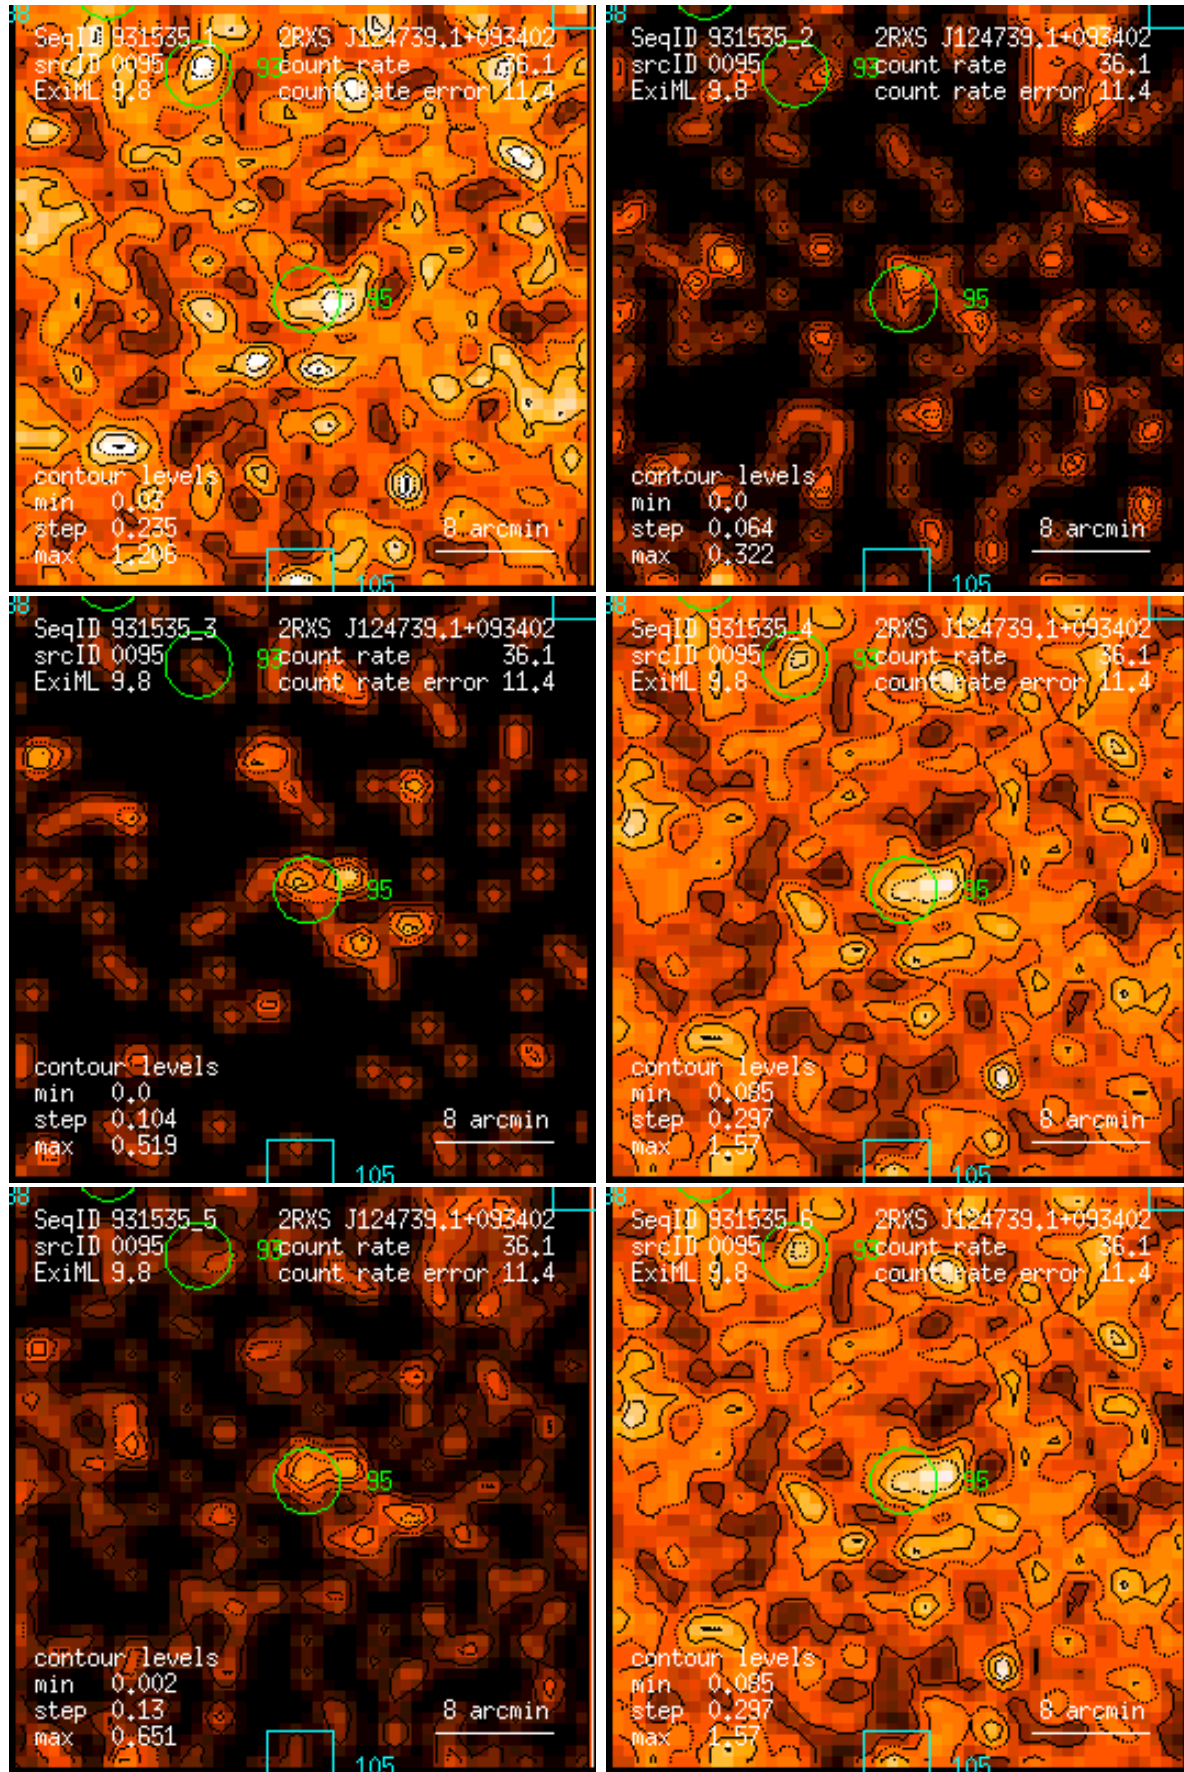 88
SeqID 931535_1 2RXS J124739.1+093402
srcID 0095 93 count rate 36.1
ExiML 9.8 count rate error 11.4
95
contour levels
min 0.03
step 0.235
max 1.206
8 arcmin
105
88
SeqID 931535_2 2RXS J124739.1+093402
srcID 0095 93 count rate 36.1
ExiML 9.8 count rate error 11.4
95
contour levels
min 0.0
step 0.064
max 0.322
8 arcmin
105
88
SeqID 931535_3 2RXS J124739.1+093402
srcID 0095 93 count rate 36.1
ExiML 9.8 count rate error 11.4
95
contour levels
min 0.0
step 0.104
max 0.519
8 arcmin
105
88
SeqID 931535_4 2RXS J124739.1+093402
srcID 0095 93 count rate 36.1
ExiML 9.8 count rate error 11.4
95
contour levels
min 0.085
step 0.297
max 1.57
8 arcmin
105
88
SeqID 931535_5 2RXS J124739.1+093402
srcID 0095 93 count rate 36.1
ExiML 9.8 count rate error 11.4
95
contour levels
min 0.002
step 0.13
max 0.651
8 arcmin
105
88
SeqID 931535_6 2RXS J124739.1+093402
srcID 0095 93 count rate 36.1
ExiML 9.8 count rate error 11.4
95
contour levels
min 0.085
step 0.297
max 1.57
8 arcmin
105